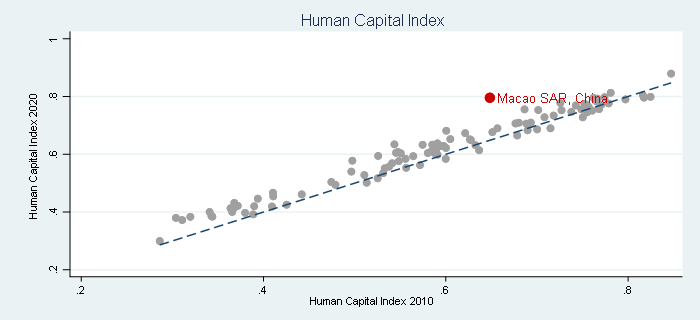 Human Capital Index
1
.8
.6
.4
.2
Human Capital Index 2020
Macao SAR, China
.2
.4
.6
.8
Human Capital Index 2010